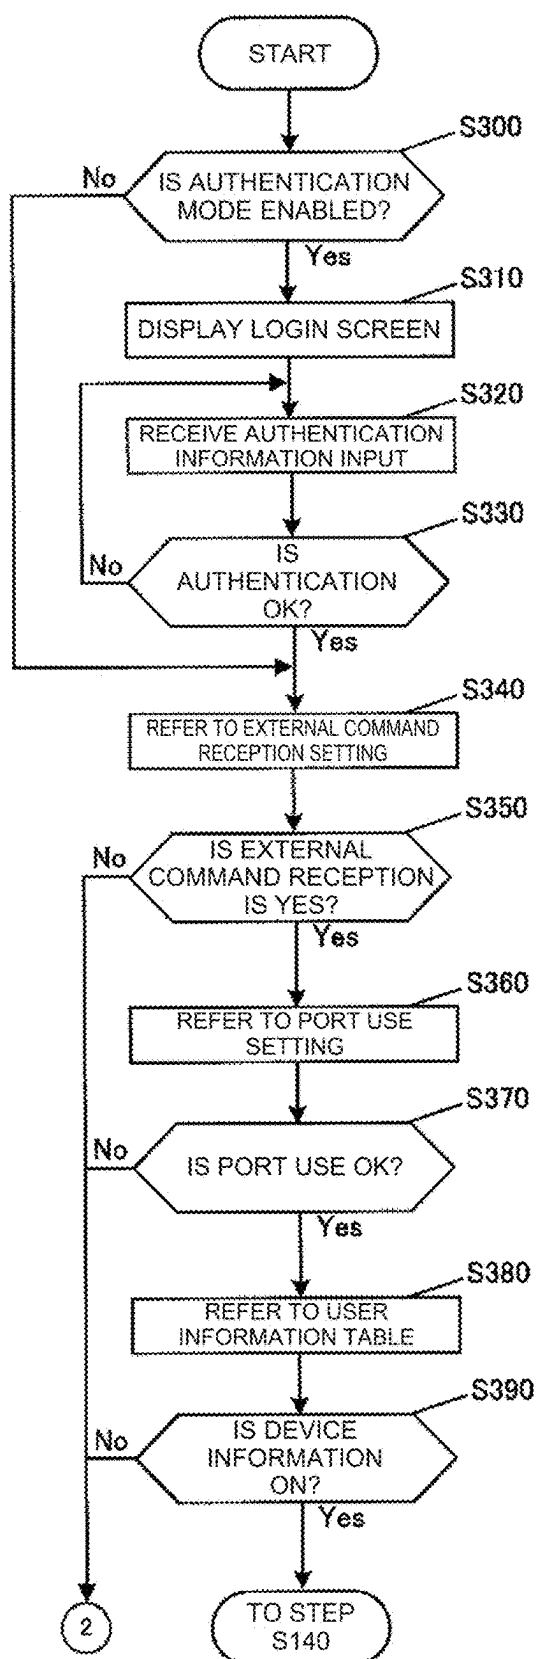 START
S300
No
IS AUTHENTICATION
MODE ENABLED?
Yes
S310
DISPLAY LOGIN SCREEN
S320
RECEIVE AUTHENTICATION
INFORMATION INPUT
S330
No
IS
AUTHENTICATION
OK?
Yes
S340
REFER TO EXTERNAL COMMAND
RECEPTION SETTING
S350
No
IS EXTERNAL
COMMAND RECEPTION
IS YES?
Yes
S360
REFER TO PORT USE
SETTING
S370
No
IS PORT USE OK?
Yes
S380
REFER TO USER
INFORMATION TABLE
S390
No
IS DEVICE
INFORMATION
ON?
Yes
2
TO STEP
S140